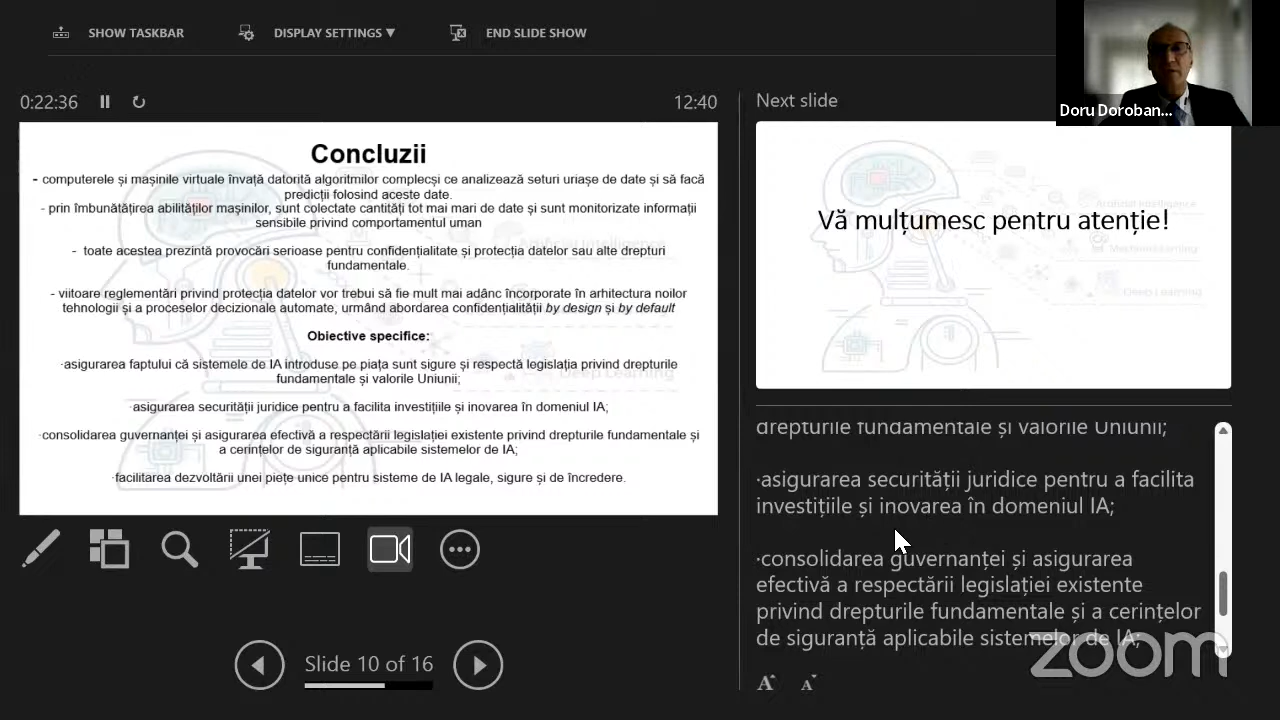 SHOW TASKBAR
DISPLAY SETTINGS ▼
END SLIDE SHOW
Doru Doroban...
0:22:36
12:40
Next slide
Concluzii
- computerele și mașinile virtuale învață datorită algoritmilor complecși ce analizează seturi uriașe de date și să facă
predicții folosind aceste date.
- prin îmbunătățirea abilităților mașinilor, sunt colectate cantități tot mai mari de date și sunt monitorizate informații
sensibile privind comportamentul uman
- toate acestea prezintă provocări serioase pentru confidențialitate și protecția datelor sau alte drepturi
fundamentale.
- viitoare reglementări privind protecția datelor vor trebui să fie mult mai adânc încorporate în arhitectura noilor
tehnologii și a proceselor decizionale automate, urmând abordarea confidențialității by design și by default
Obiective specifice:
·asigurarea faptului că sistemele de IA introduse pe piața sunt sigure și respectă legislația privind drepturile
fundamentale și valorile Uniunii;
·asigurarea securității juridice pentru a facilita investițiile și inovarea în domeniul IA;
·consolidarea guvernanței și asigurarea efectivă a respectării legislației existente privind drepturile fundamentale și
a cerințelor de siguranță aplicabile sistemelor de IA;
·facilitarea dezvoltării unei piețe unice pentru sisteme de IA legale, sigure și de încredere.
Deep Learning
Vă mulțumesc pentru atenție!
Artificial Intelligence
Machine Learning
Deep Learning
drepturile fundamentale și valorile Uniunii;
·asigurarea securității juridice pentru a facilita
investițiile și inovarea în domeniul IA;
·consolidarea guvernanței și asigurarea
efectivă a respectării legislației existente
privind drepturile fundamentale și a cerințelor
de siguranță aplicabile sistemelor de IA;
zoom
Slide 10 of 16
A A